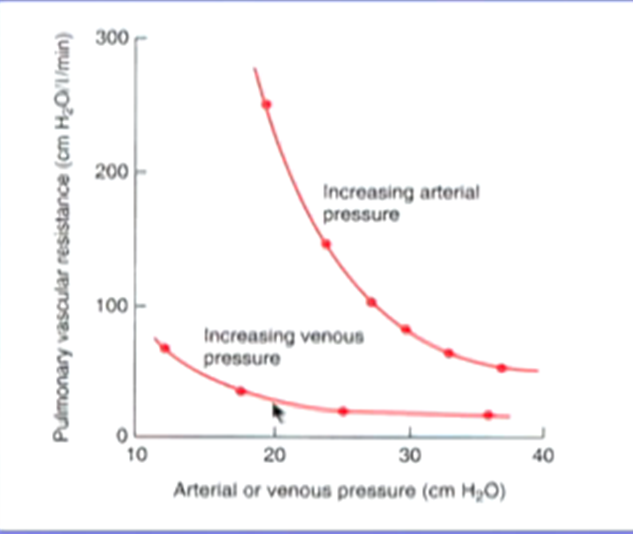 Pulmonary vascular resistance (cm H₂O/l/min)
300
200
100
0
Increasing arterial
pressure
Increasing venous
pressure
10 20 30 40
Arterial or venous pressure (cm H₂O)